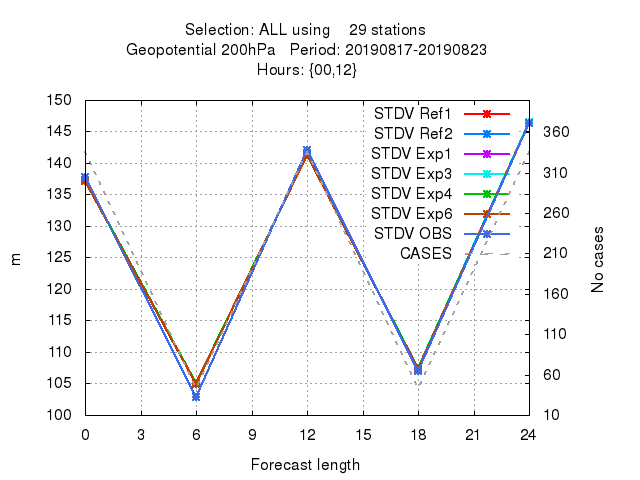 Selection: ALL using 29 stations
Geopotential 200hPa Period: 20190817-20190823
Hours: {00,12}
150
145
140
135
130
125
120
115
110
105
100
m
STDV Ref1
STDV Ref2
STDV Exp1
STDV Exp3
STDV Exp4
STDV Exp6
STDV OBS
CASES
360
310
260
210
160
110
60
10
No cases
0 3 6 9 12 15 18 21 24
Forecast length